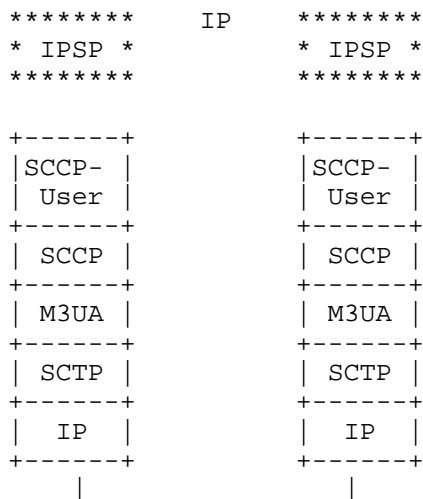 ********     IP     ********
* IPSP *            * IPSP *
********            ********
+------+            +------+
|SCCP- |            |SCCP- |
| User |            | User |
+------+            +------+
| SCCP |            | SCCP |
+------+            +------+
| M3UA |            | M3UA |
+------+            +------+
| SCTP |            | SCTP |
+------+            +------+
|  IP  |            |  IP  |
+------+            +------+
    |                  |